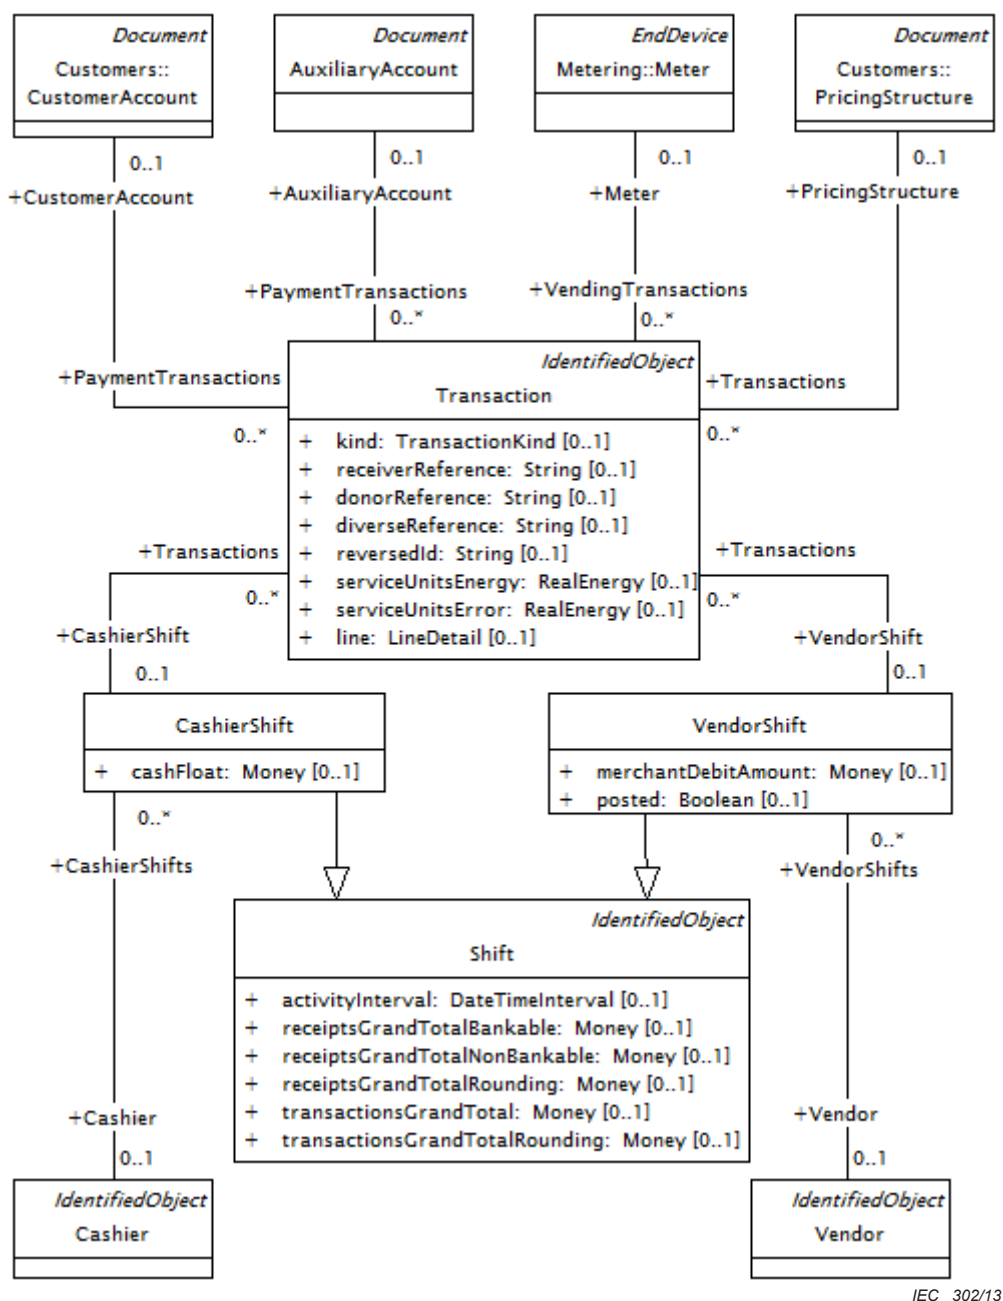 Document
Customers::
CustomerAccount
Document
AuxiliaryAccount
EndDevice
Metering::Meter
Document
Customers::
PricingStructure
0..1
+CustomerAccount
0..1
+AuxiliaryAccount
0..1
+Meter
0..1
+PricingStructure
+PaymentTransactions
0..*
+VendingTransactions
0..*
+PaymentTransactions
0..*
+Transactions
0..*
IdentifiedObject
Transaction
+ kind: TransactionKind [0..1]
+ receiverReference: String [0..1]
+ donorReference: String [0..1]
+ diverseReference: String [0..1]
+ reversedId: String [0..1]
+ serviceUnitsEnergy: RealEnergy [0..1]
+ serviceUnitsError: RealEnergy [0..1]
+ line: LineDetail [0..1]
+Transactions
0..*
+CashierShift
0..1
+Transactions
0..*
+VendorShift
0..1
CashierShift
+ cashFloat: Money [0..1]
VendorShift
+ merchantDebitAmount: Money [0..1]
+ posted: Boolean [0..1]
0..*
+CashierShifts
0..*
+VendorShifts
IdentifiedObject
Shift
+ activityInterval: DateTimeInterval [0..1]
+ receiptsGrandTotalBankable: Money [0..1]
+ receiptsGrandTotalNonBankable: Money [0..1]
+ receiptsGrandTotalRounding: Money [0..1]
+ transactionsGrandTotal: Money [0..1]
+ transactionsGrandTotalRounding: Money [0..1]
+Cashier
0..1
+Vendor
0..1
IdentifiedObject
Cashier
IdentifiedObject
Vendor
IEC 302/13